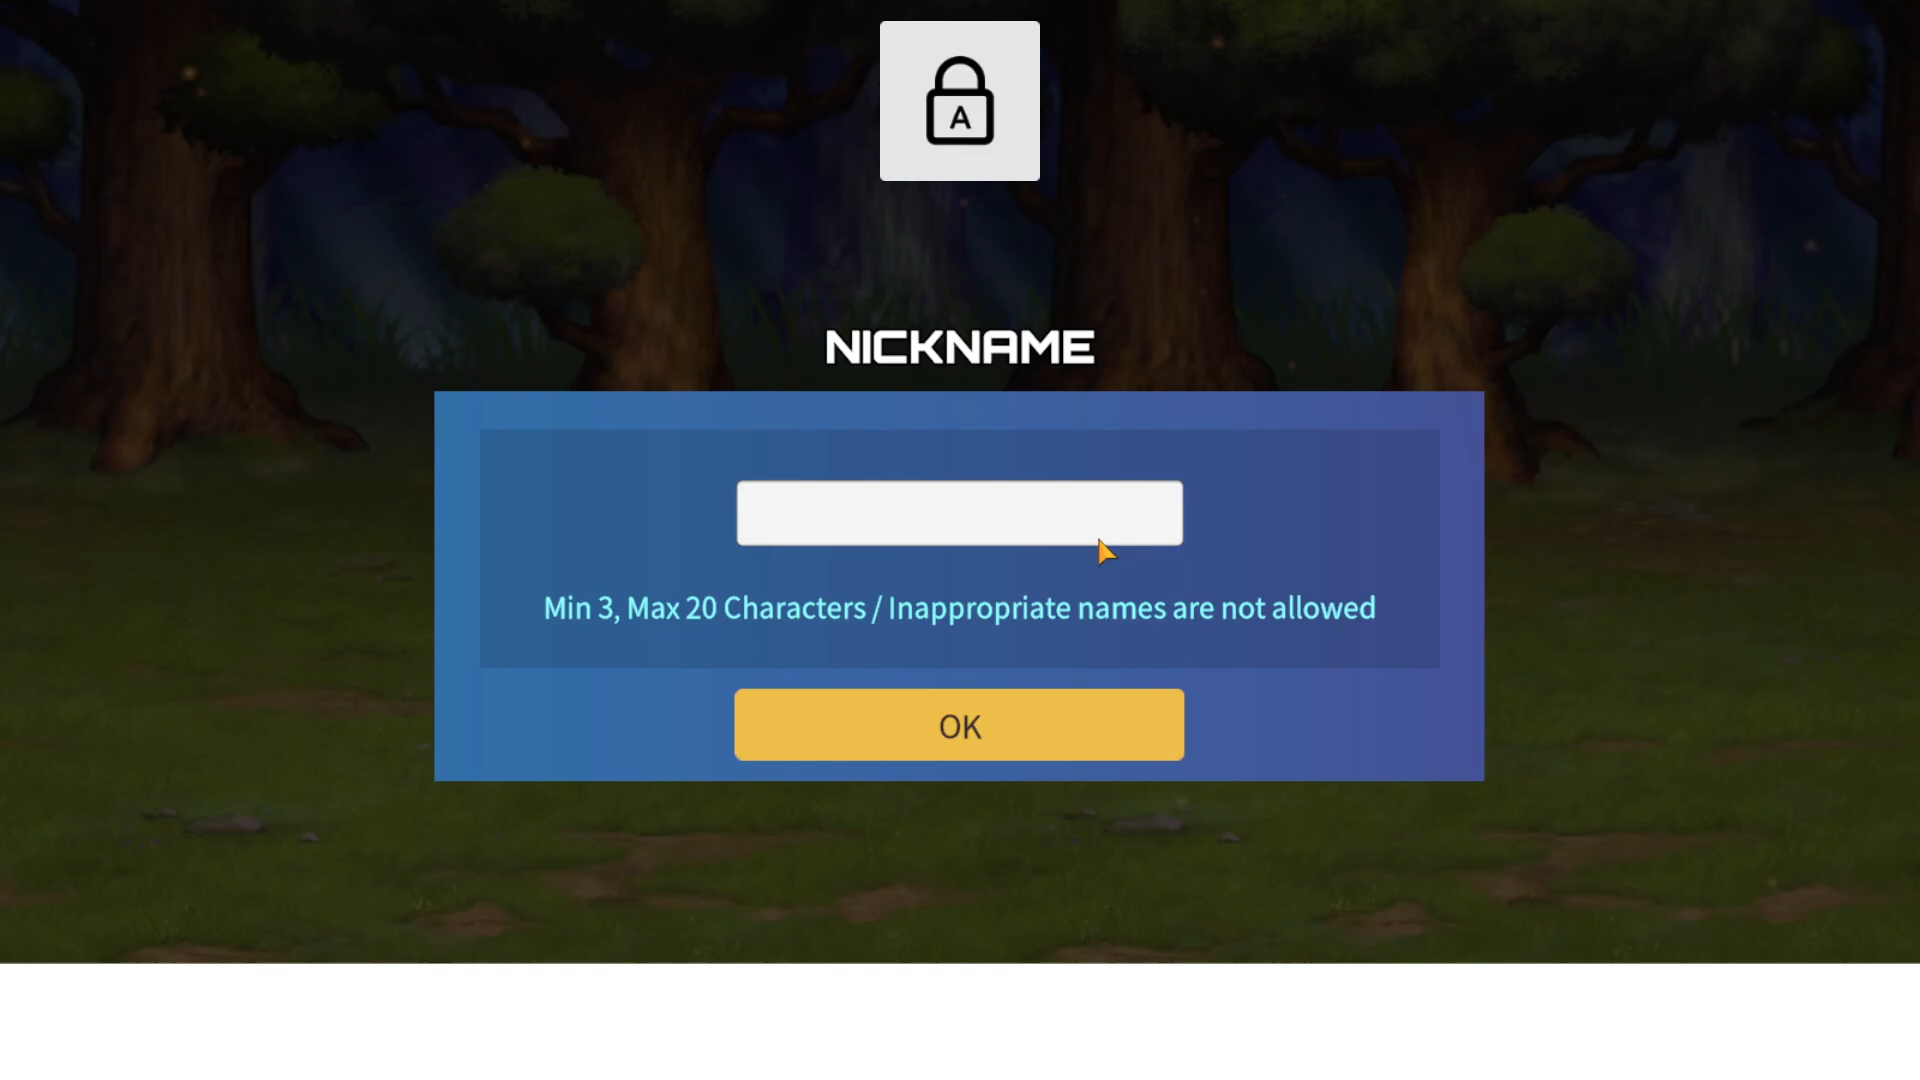 A
NICKNAME
Min 3, Max 20 Characters / Inappropriate names are not allowed
OK